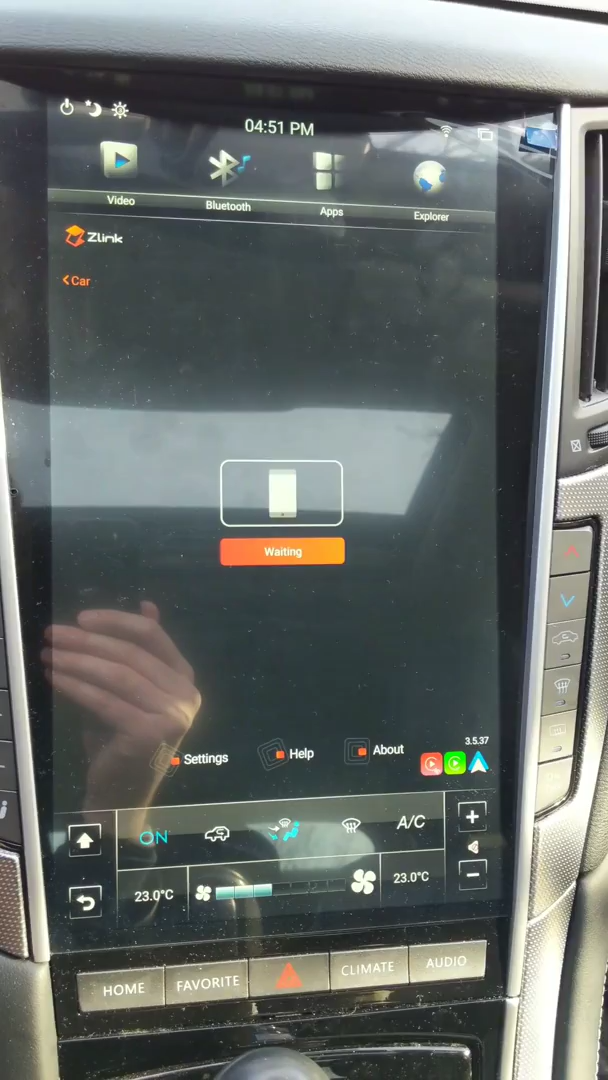 04:51 PM
Video
Bluetooth
Apps
Explorer
Zlink
Car
Waiting
Settings
Help
About
3.5.37
ON
A/C
23.0°C
23.0°C
HOME
FAVORITE
CLIMATE
AUDIO